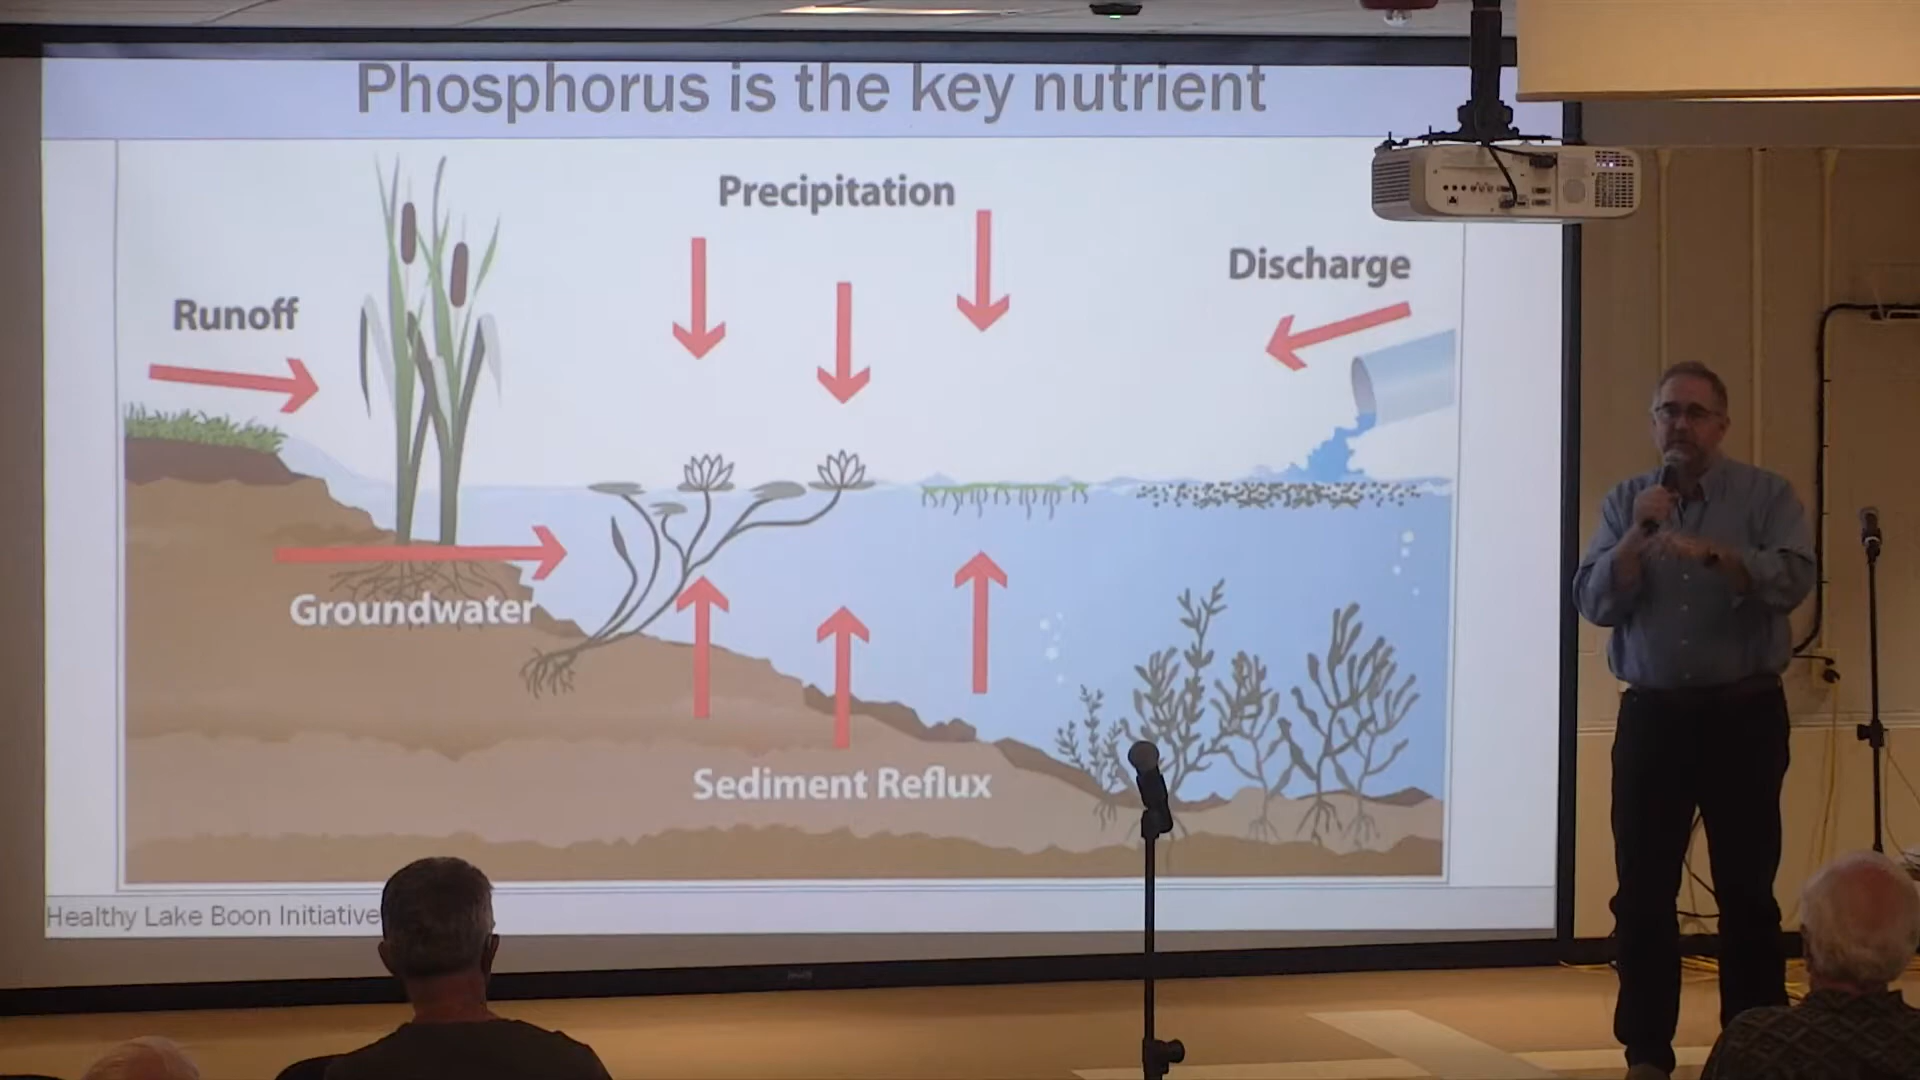 Phosphorus is the key nutrient
Precipitation
Discharge
Runoff
Groundwater
Sediment Reflux
Healthy Lake Boon Initiative